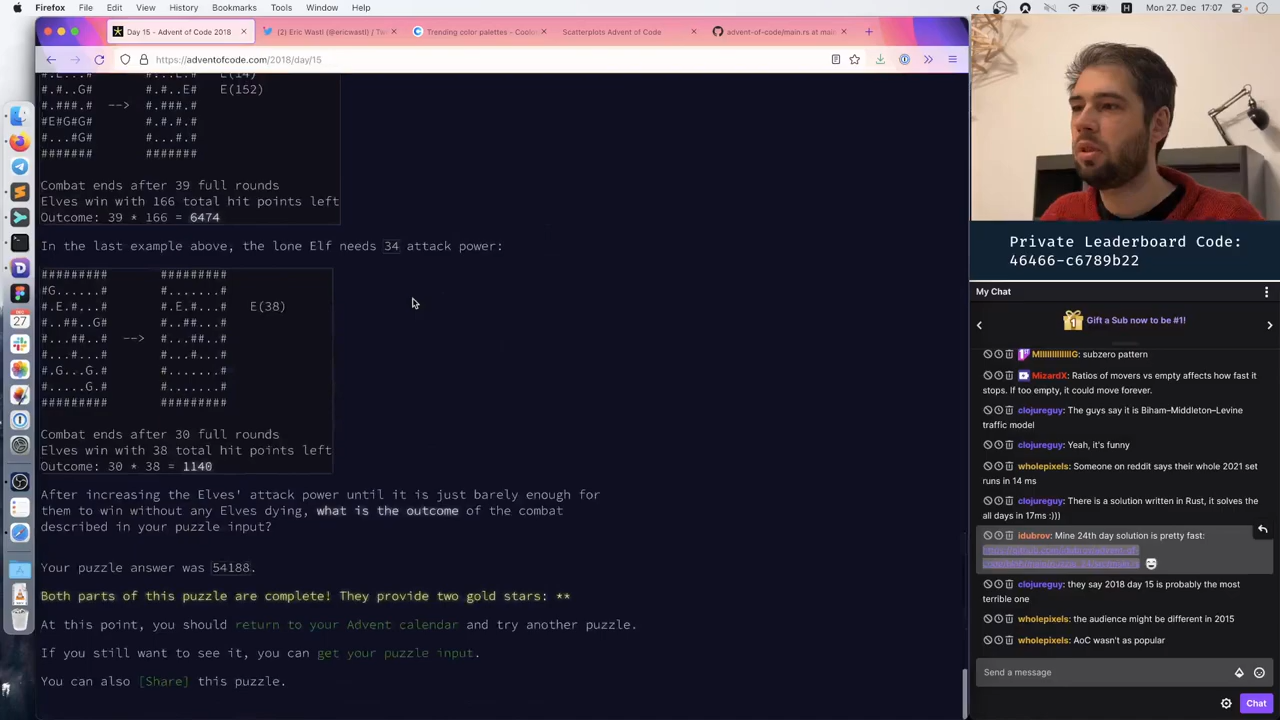 Firefox File Edit View History Bookmarks Tools Window Help
Mon 27. Dec 17:07
Day 15 - Advent of Code 2018
(2) Eric Wastl (@ericwastl) / Tw
Trending color palettes - Coolo
Scatterplots Advent of Code
advent-of-code/main.rs at mai
https://adventofcode.com/2018/day/15
#.E...# #...E.# E(14)
#.#..G# #.#..E# E(152)
#.###.# --> #.###.#
#E#G#G# #.#.#.#
#...#G# #...#.#
####### #######
Combat ends after 39 full rounds
Elves win with 166 total hit points left
Outcome: 39 * 166 = 6474
In the last example above, the lone Elf needs 34 attack power:
######### #########
#G......# #.......#
#.E.#...# #.E.#...# E(38)
#..##..G# #..##...#
#...##..# --> #...##..#
#...#...# #...#...#
#.G...G.# #.......#
#.....G.# #.......#
######### #########
Combat ends after 30 full rounds
Elves win with 38 total hit points left
Outcome: 30 * 38 = 1140
After increasing the Elves' attack power until it is just barely enough for
them to win without any Elves dying, what is the outcome of the combat
described in your puzzle input?
Your puzzle answer was 54188.
Both parts of this puzzle are complete! They provide two gold stars: **
At this point, you should return to your Advent calendar and try another puzzle.
If you still want to see it, you can get your puzzle input.
You can also [Share] this puzzle.
Private Leaderboard Code:
46466-c6789b22
My Chat
Gift a Sub now to be #1!
subzero pattern
MizardX: Ratios of movers vs empty affects how fast it
stops. If too empty, it could move forever.
clojureguy: The guys say it is Biham–Middleton–Levine
traffic model
clojureguy: Yeah, it's funny
wholepixels: Someone on reddit says their whole 2021 set
runs in 14 ms
clojureguy: There is a solution written in Rust, it solves the
all days in 17ms :)))
idubrov: Mine 24th day solution is pretty fast:
clojureguy: they say 2018 day 15 is probably the most
terrible one
wholepixels: the audience might be different in 2015
wholepixels: AoC wasn't as popular
Send a message
Chat